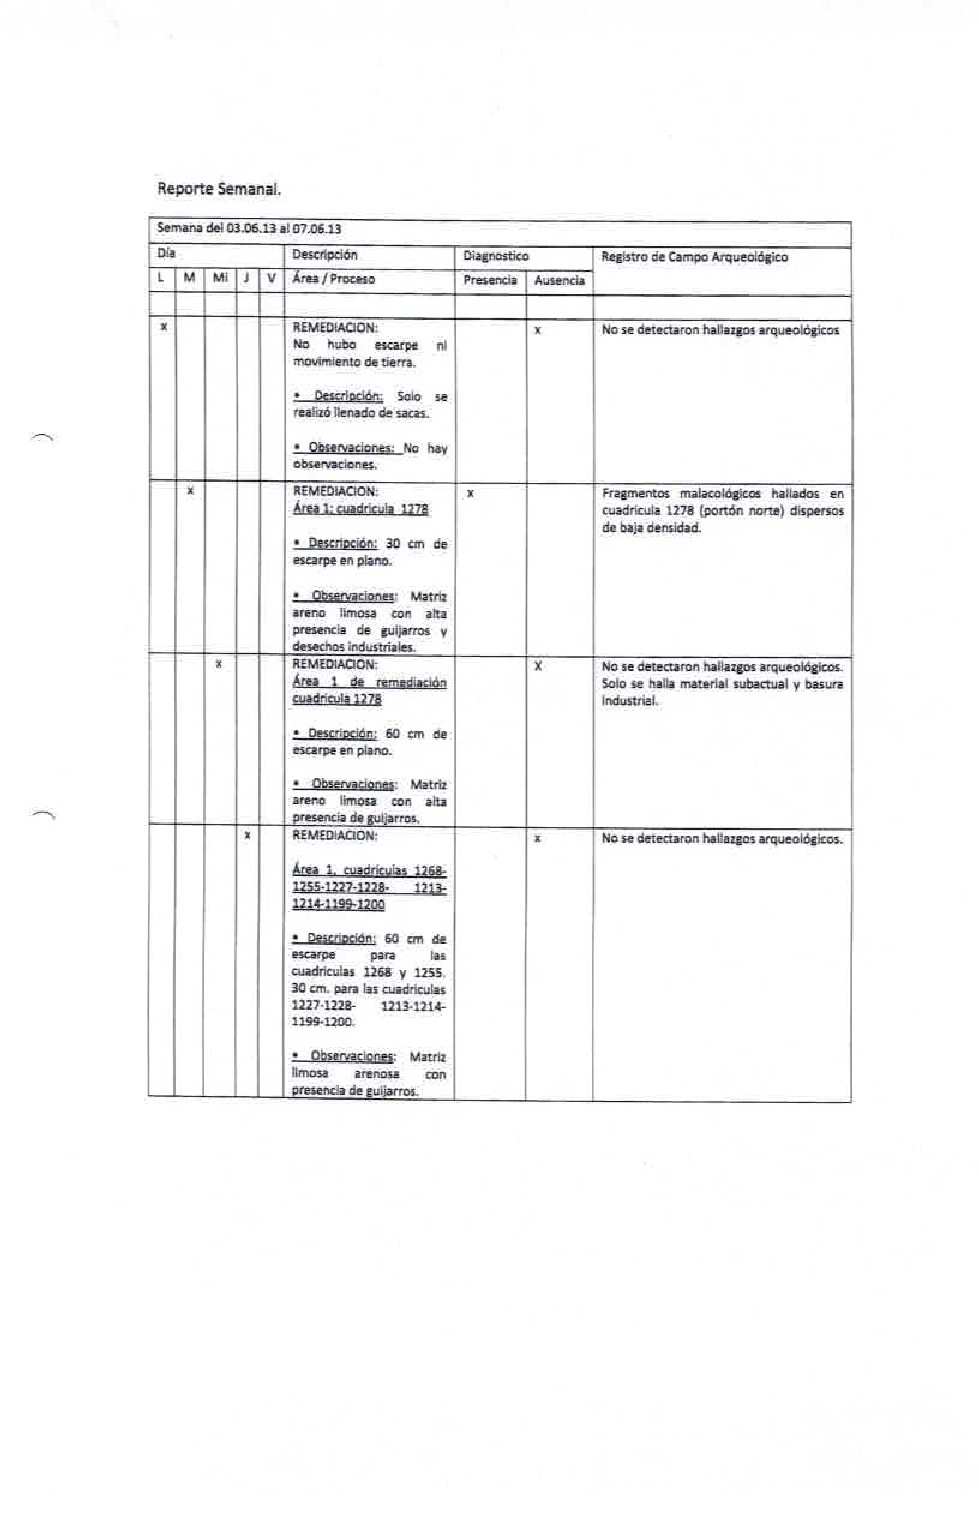 Reporte Semanal.
Semana del 03.06.13 al 07.06.13
Día Descripción Diagnostico Registro de Campo Arqueológico
L M Mi J V Área / Proceso Presencia Ausencia
x REMEDIACION: x No se detectaron hallazgos arqueológicos
No hubo escarpe ni
movimiento de tierra.
• Descripción: Solo se
realizó llenado de sacas.
• Observaciones: No hay
observaciones.
x REMEDIACION: x Fragmentos malacológicos hallados en
Área 1: cuadricula 1278 cuadricula 1278 (portón norte) dispersos
de baja densidad.
• Descripción: 30 cm de
escarpe en plano.
• Observaciones: Matriz
areno limosa con alta
presencia de guijarros y
desechos industriales.
x REMEDIACION: X No se detectaron hallazgos arqueológicos.
Área 1 de remediación Solo se halla material subactual y basura
cuadricula 1278 industrial.
• Descripción: 60 cm de
escarpe en plano.
• Observaciones: Matriz
areno limosa con alta
presencia de guijarros.
x REMEDIACION: x No se detectaron hallazgos arqueológicos.
Área 1, cuadrículas 1268-
1255-1227-1228- 1213-
1214-1199-1200
• Descripción: 60 cm de
escarpe para las
cuadriculas 1268 y 1255.
30 cm. para las cuadriculas
1227-1228- 1213-1214-
1199-1200.
• Observaciones: Matriz
limosa arenosa con
presencia de guijarros.